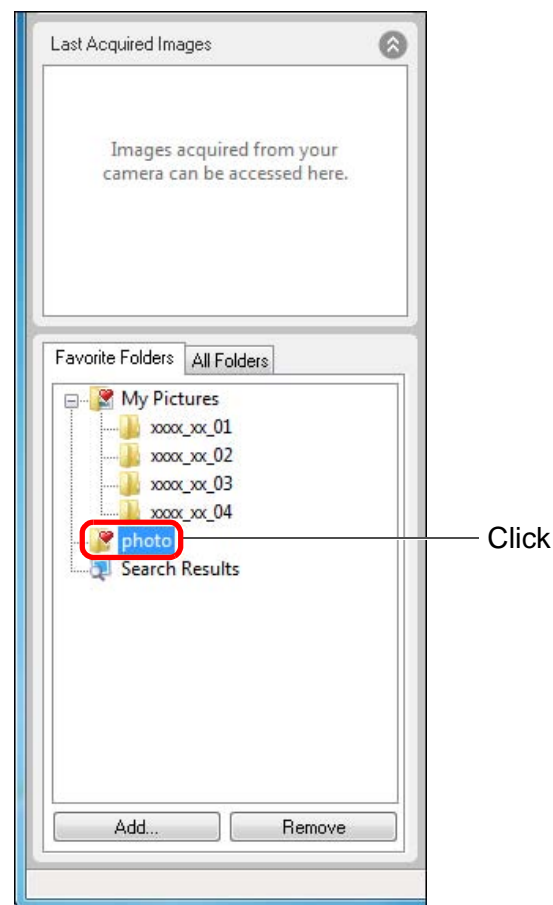 Last Acquired Images
Images acquired from your
camera can be accessed here.
Favorite Folders
All Folders
My Pictures
xxxx_xx_01
xxxx_xx_02
xxxx_xx_03
xxxx_xx_04
photo
Click
Search Results
Add...
Remove